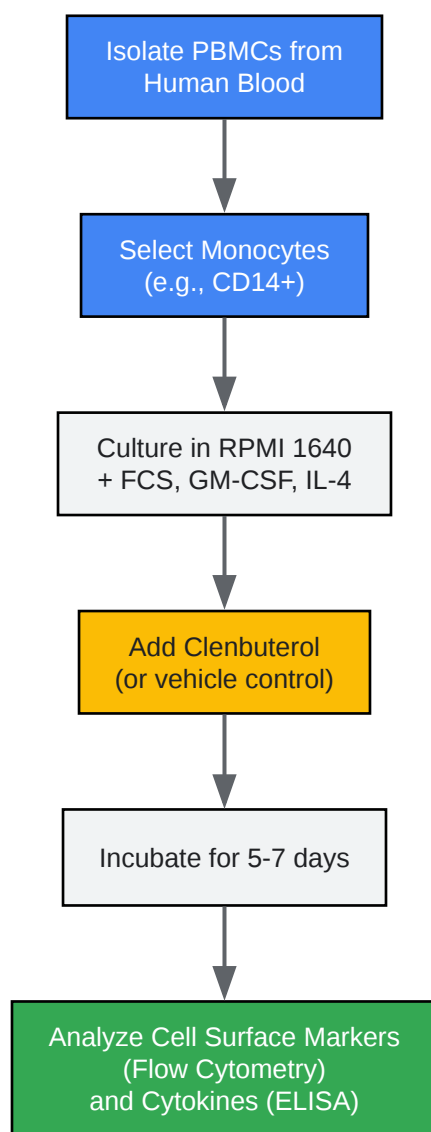 Isolate PBMCs from
Human Blood
Select Monocytes
(e.g., CD14+)
Culture in RPMI 1640
+ FCS, GM-CSF, IL-4
Add Clenbuterol
(or vehicle control)
Incubate for 5-7 days
Analyze Cell Surface Markers
(Flow Cytometry)
and Cytokines (ELISA)